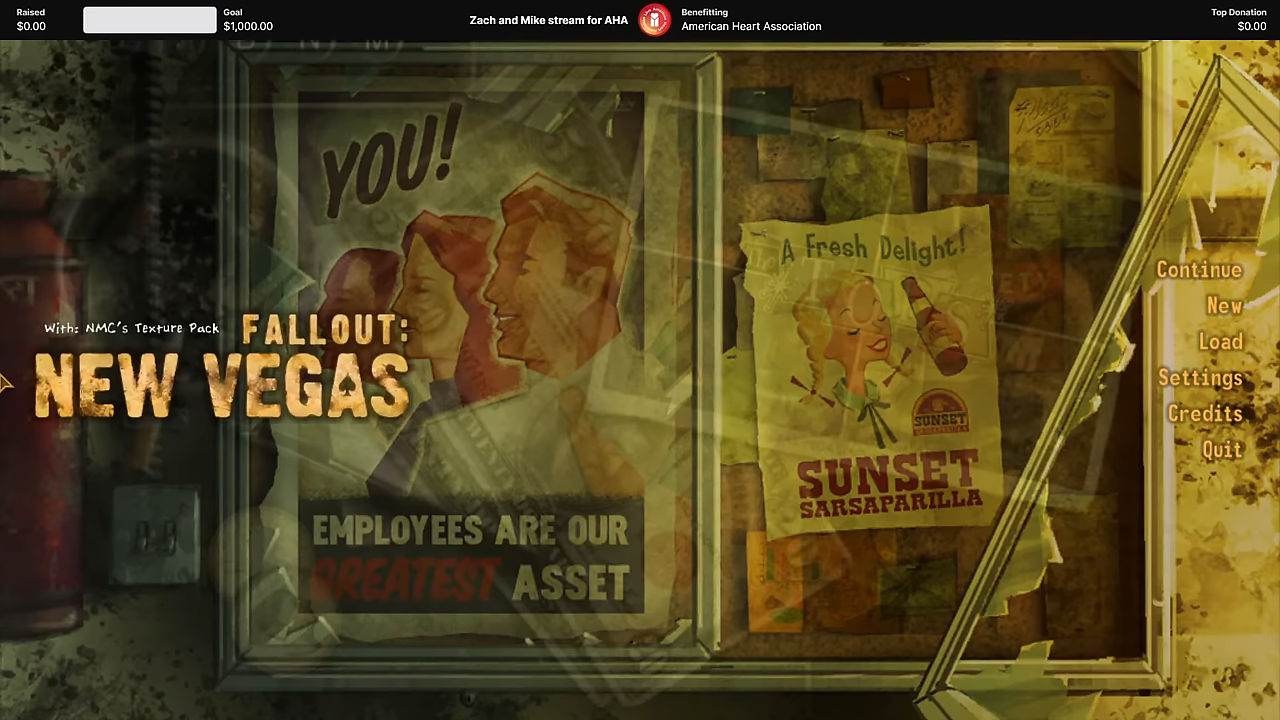 Raised
$0.00
Goal
$1,000.00
Zach and Mike stream for AHA
Benefitting
American Heart Association
Top Donation
$0.00
YOU!
A Fresh Delight!
With: NMC's Texture Pack
FALLOUT:
NEW VEGAS
SUNSET
SARSAPARILLA
SUNSET
SARSAPARILLA
EMPLOYEES ARE OUR
GREATEST ASSET
Continue
New
Load
Settings
Credits
Quit